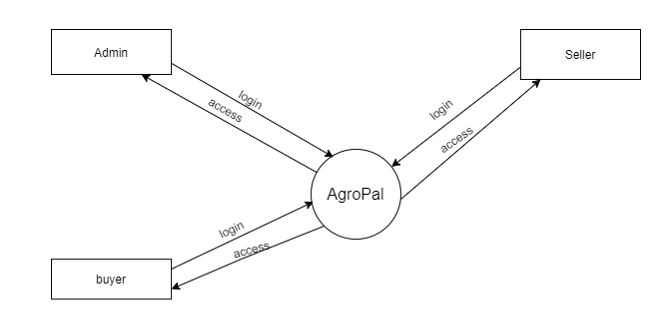 Admin
Seller
login
access
login
access
AgroPal
login
access
buyer